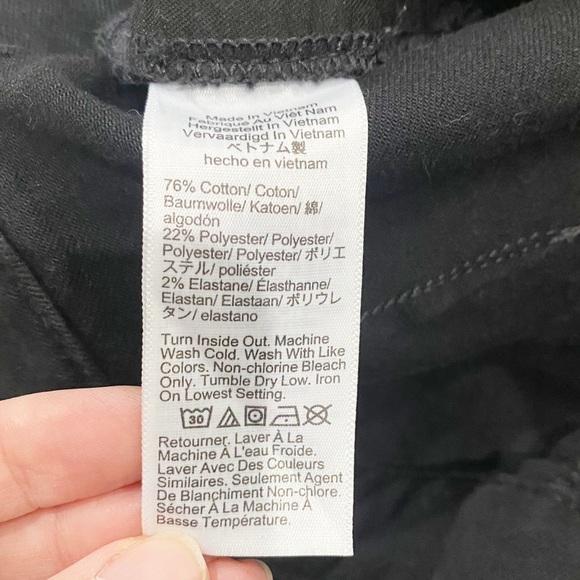 Made In Vietnam
Fabriqué Au Viêt Nam
Hergestellt In Vietnam
Vervaardigd In Vietnam
ベトナム製
hecho en vietnam
76% Cotton/ Coton/
Baumwolle/ Katoen/ 綿/
algodón
22% Polyester/ Polyester/
Polyester/ Polyester/ ポリエ
ステル/ poliéster
2% Elastane/ Élasthanne/
Elastan/ Elastaan/ ポリウレ
タン/ elastano
Turn Inside Out. Machine
Wash Cold. Wash With Like
Colors. Non-chlorine Bleach
Only. Tumble Dry Low. Iron
On Lowest Setting.
30
Retourner. Laver À La
Machine À L'eau Froide.
Laver Avec Des Couleurs
Similaires. Seulement Agent
De Blanchiment Non-chlore.
Sécher À La Machine À
Basse Température.